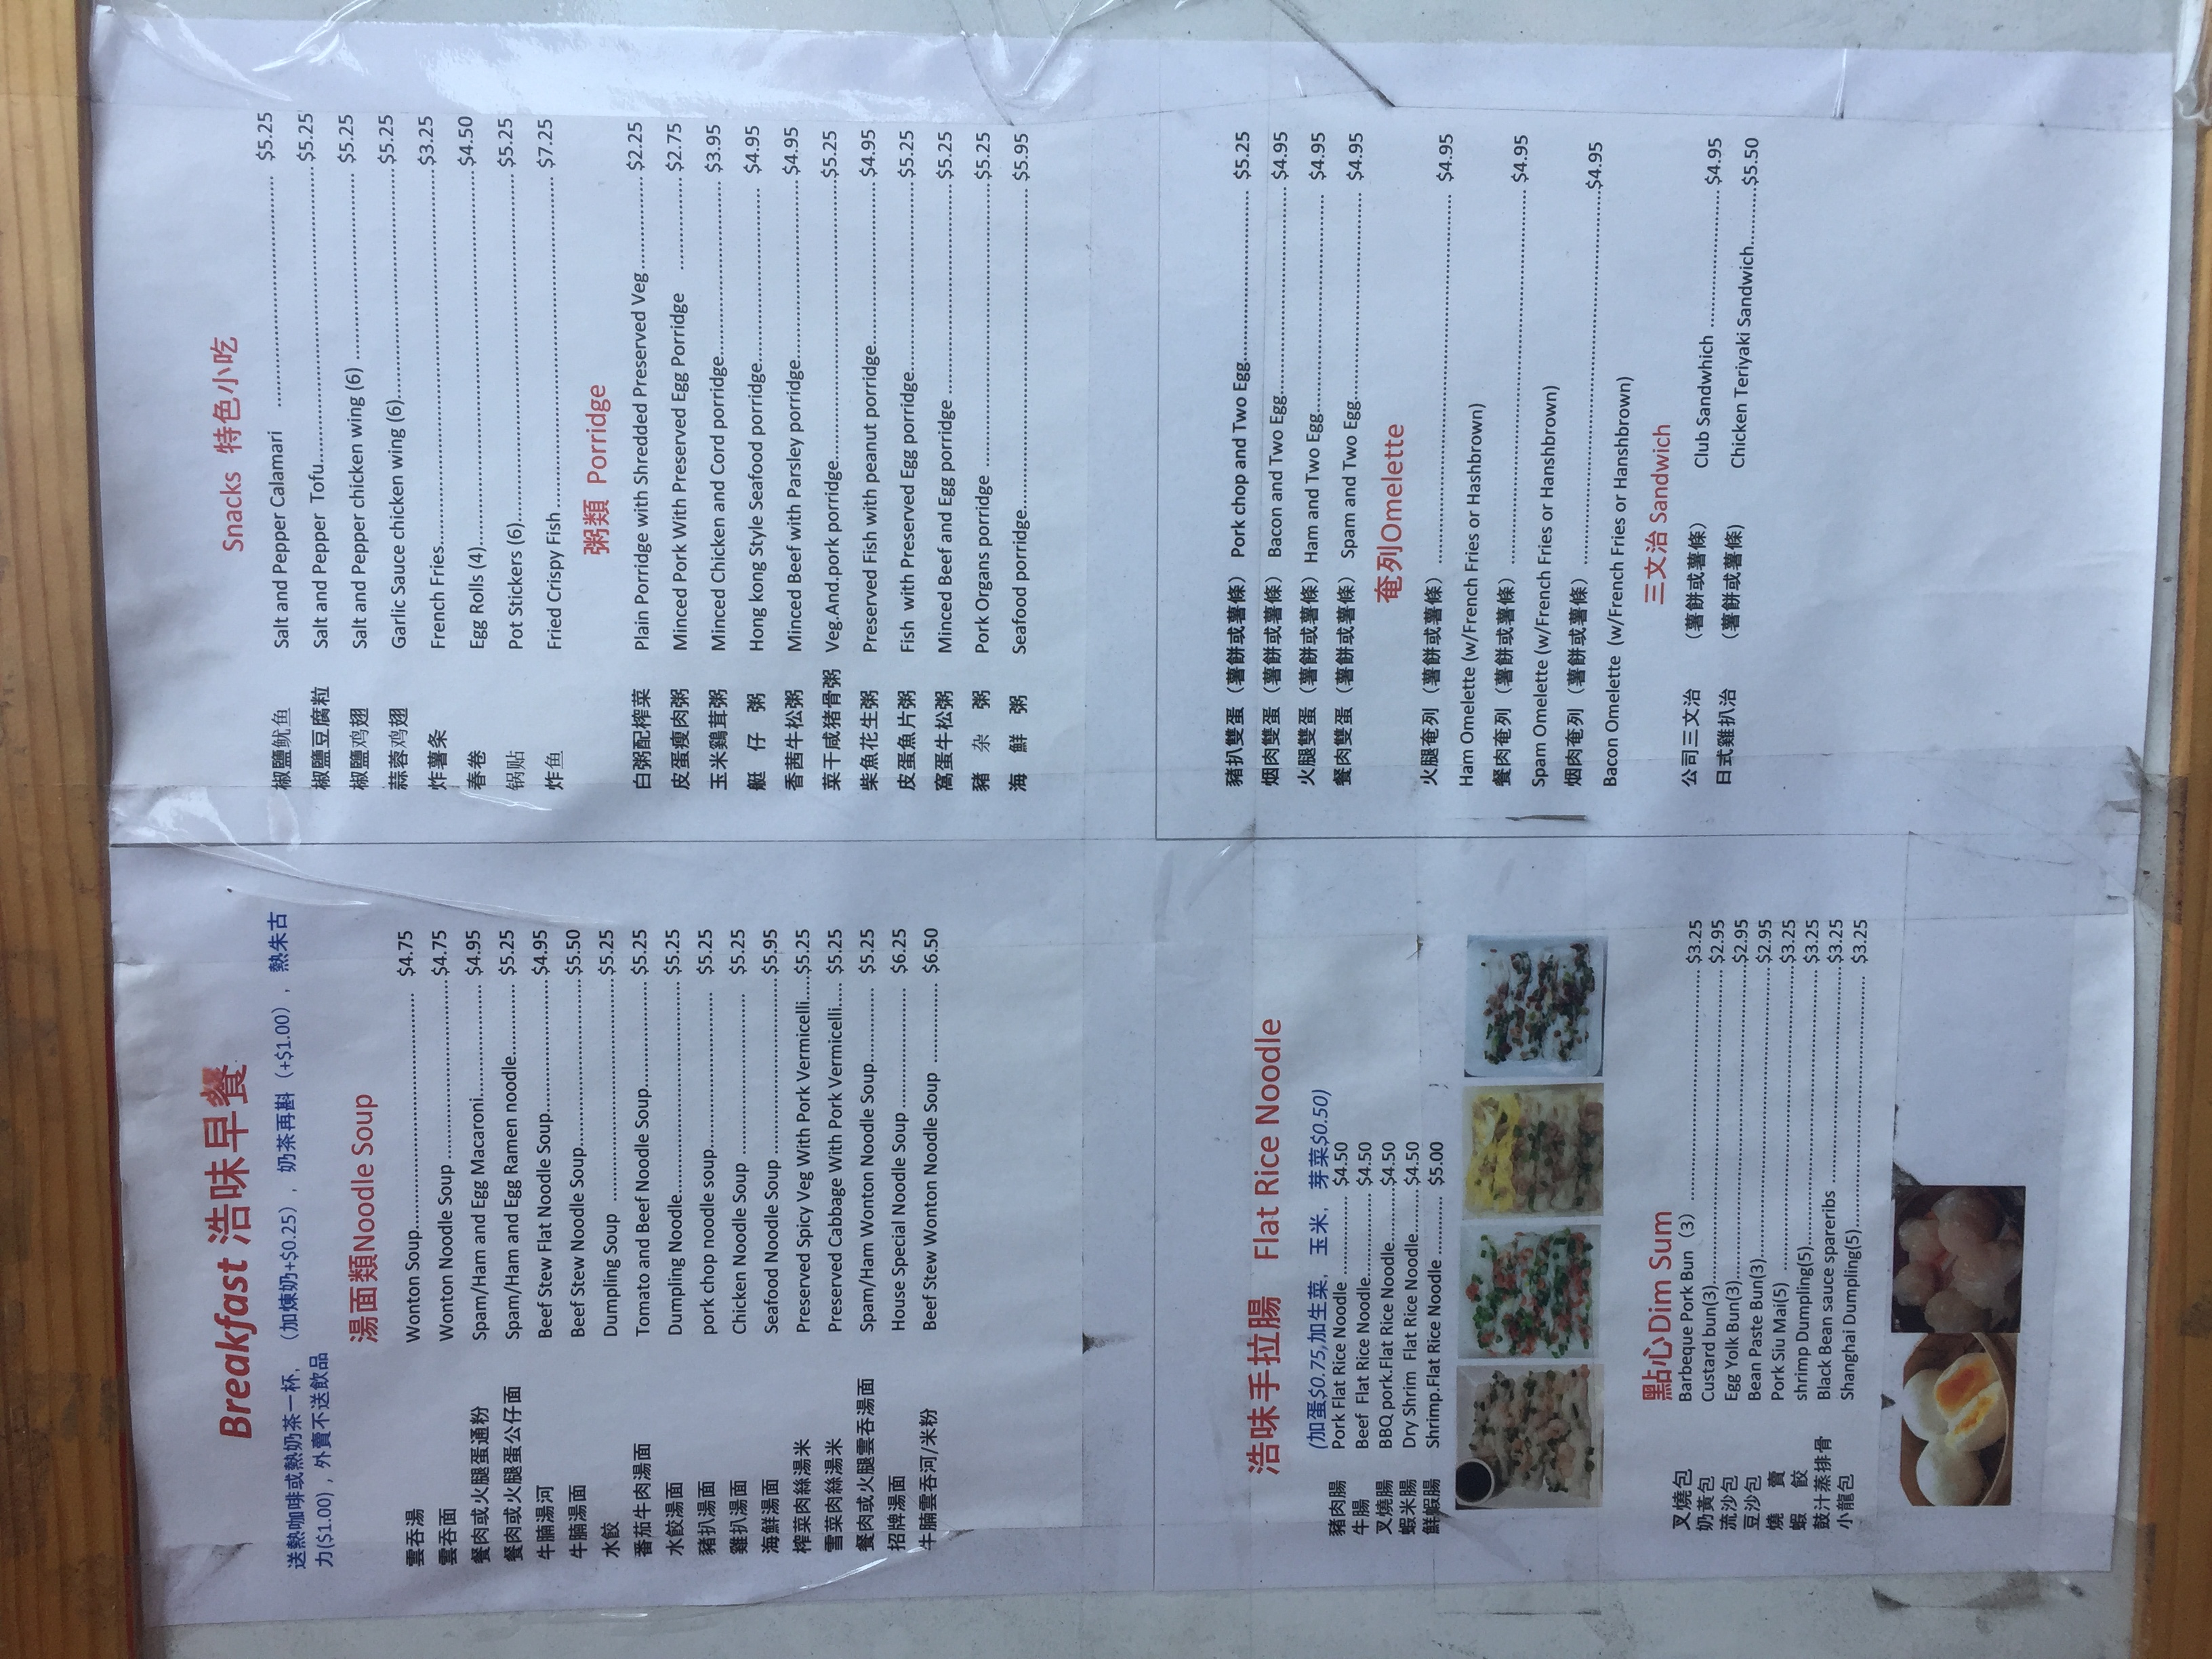 Breakfast 浩味早餐
送熱咖啡或熱奶茶一杯, (加煉奶+$0.25), 奶茶再斟 (+$1.00), 熱朱古
力($1.00) , 外賣不送飲品
湯面類Noodle Soup
雲吞湯 Wonton Soup.......................................... $4.75
雲吞面 Wonton Noodle Soup ................................$4.75
餐肉或火腿蛋通粉 Spam/Ham and Egg Macaroni.................... $4.95
餐肉或火腿蛋公仔面 Spam/Ham and Egg Ramen noodle............. $5.25
牛腩湯河 Beef Stew Flat Noodle Soup........................$4.95
牛腩湯面 Beef Stew Noodle Soup..............................$5.50
水餃 Dumpling Soup ........................................$5.25
番茄牛肉湯面 Tomato and Beef Noodle Soup................... $5.25
水餃湯面 Dumpling Noodle......................................$5.25
豬扒湯面 pork chop noodle soup............................ $5.25
雞扒湯面 Chicken Noodle Soup ............................. $5.25
海鮮湯面 Seafood Noodle Soup ................................$5.95
榨菜肉絲湯米 Preserved Spicy Veg With Pork Vermicelli.....$5.25
雪菜肉絲湯米 Preserved Cabbage With Pork Vermicelli..... $5.25
餐肉或火腿雲吞湯面 Spam/Ham Wonton Noodle Soup............. $5.25
招牌湯面 House Special Noodle Soup ..................... $6.25
牛腩雲吞河/米粉 Beef Stew Wonton Noodle Soup ............... $6.50
Snacks 特色小吃
椒鹽魷鱼 Salt and Pepper Calamari .......................................... $5.25
椒鹽豆腐粒 Salt and Pepper Tofu.....................................................$5.25
椒鹽鸡翅 Salt and Pepper chicken wing (6) .................................. $5.25
蒜蓉鸡翅 Garlic Sauce chicken wing (6).........................................$5.25
炸薯条 French Fries....................................................................$3.25
春卷 Egg Rolls (4)....................................................................$4.50
锅贴 Pot Stickers (6)............................................................... $5.25
炸鱼 Fried Crispy Fish ........................................................... $7.25
粥類 Porridge
白粥配榨菜 Plain Porridge with Shredded Preserved Veg ................ $2.25
皮蛋瘦肉粥 Minced Pork With Preserved Egg Porridge ................ $2.75
玉米鷄茸粥 Minced Chicken and Cord porridge............................... $3.95
艇 仔 粥 Hong kong Style Seafood porridge............................... $4.95
香茜牛松粥 Minced Beef with Parsley porridge................................ $4.95
菜干咸猪骨粥 Veg.And.pork porridge..................................................$5.25
柴魚花生粥 Preserved Fish with peanut porridge............................. $4.95
皮蛋魚片粥 Fish with Preserved Egg porridge..................................$5.25
窩蛋牛松粥 Minced Beef and Egg porridge ......................................$5.25
豬 杂 粥 Pork Organs porridge ..................................................$5.25
海 鮮 粥 Seafood porridge......................................................... $5.95
浩味手拉腸 Flat Rice Noodle
(加蛋$0.75,加生菜, 玉米, 芽菜$0.50)
豬肉腸 Pork Flat Rice Noodle ............... $4.50
牛腸 Beef Flat Rice Noodle................ $4.50
叉燒腸 BBQ pork.Flat Rice Noodle...........$4.50
蝦米腸 Dry Shrim Flat Rice Noodle......... $4.50
鮮蝦腸 Shrimp.Flat Rice Noodle ............ $5.00
點心Dim Sum
叉燒包 Barbeque Pork Bun (3) ............................................ $3.25
奶黃包 Custard bun(3)............................................................ $2.95
流沙包 Egg Yolk Bun(3)............................................................$2.95
豆沙包 Bean Paste Bun(3)....................................................... $2.95
燒 賣 Pork Siu Mai(5) .......................................................... $3.25
蝦 餃 shrimp Dumpling(5)..................................................... $3.25
鼓汁蒸排骨 Black Bean sauce spareribs .........................................$3.25
小龍包 Shanghai Dumpling(5)................................................ $3.25
豬扒雙蛋 (薯餅或薯條) Pork chop and Two Egg................................ $5.25
烟肉雙蛋 (薯餅或薯條) Bacon and Two Egg....................................... $4.95
火腿雙蛋 (薯餅或薯條) Ham and Two Egg......................................... $4.95
餐肉雙蛋 (薯餅或薯條) Spam and Two Egg....................................... $4.95
奄列Omelette
火腿奄列 (薯餅或薯條) ..................................................................... $4.95
Ham Omelette (w/French Fries or Hashbrown)
餐肉奄列 (薯餅或薯條) ..................................................................... $4.95
Spam Omelette (w/French Fries or Hanshbrown)
烟肉奄列 (薯餅或薯條) .....................................................................$4.95
Bacon Omelette (w/French Fries or Hanshbrown)
三文治 Sandwich
公司三文治 (薯餅或薯條) Club Sandwhich ......................... $4.95
日式雞扒治 (薯餅或薯條) Chicken Teriyaki Sandwich...........$5.50